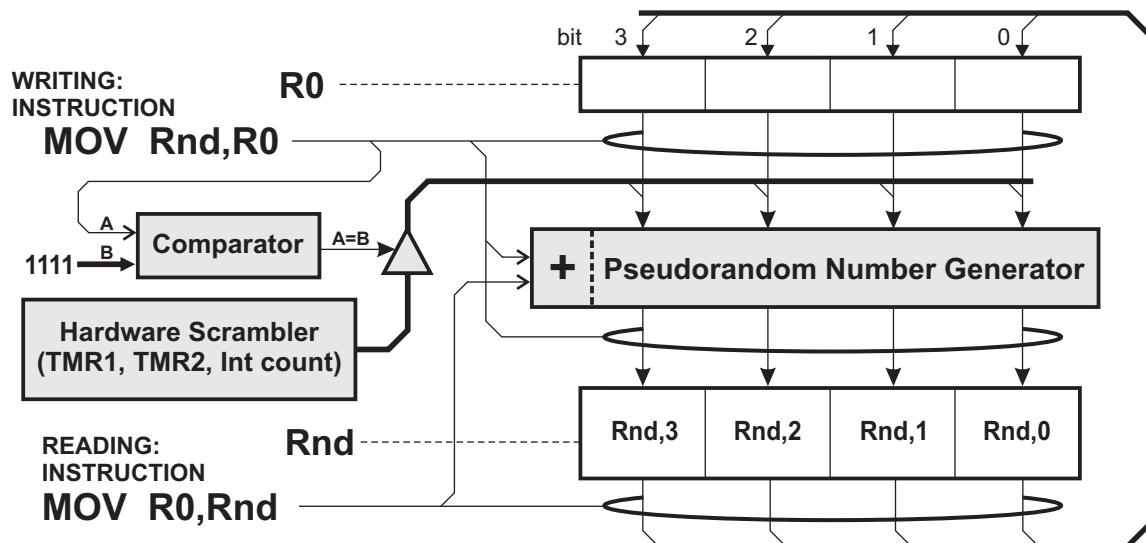 bit 3 2 1 0
WRITING:
INSTRUCTION
R0
MOV Rnd,R0
A
B
1111
Comparator
A=B
+
Pseudorandom Number Generator
Hardware Scrambler
(TMR1, TMR2, Int count)
Rnd
Rnd,3 Rnd,2 Rnd,1 Rnd,0
READING:
INSTRUCTION
MOV R0,Rnd